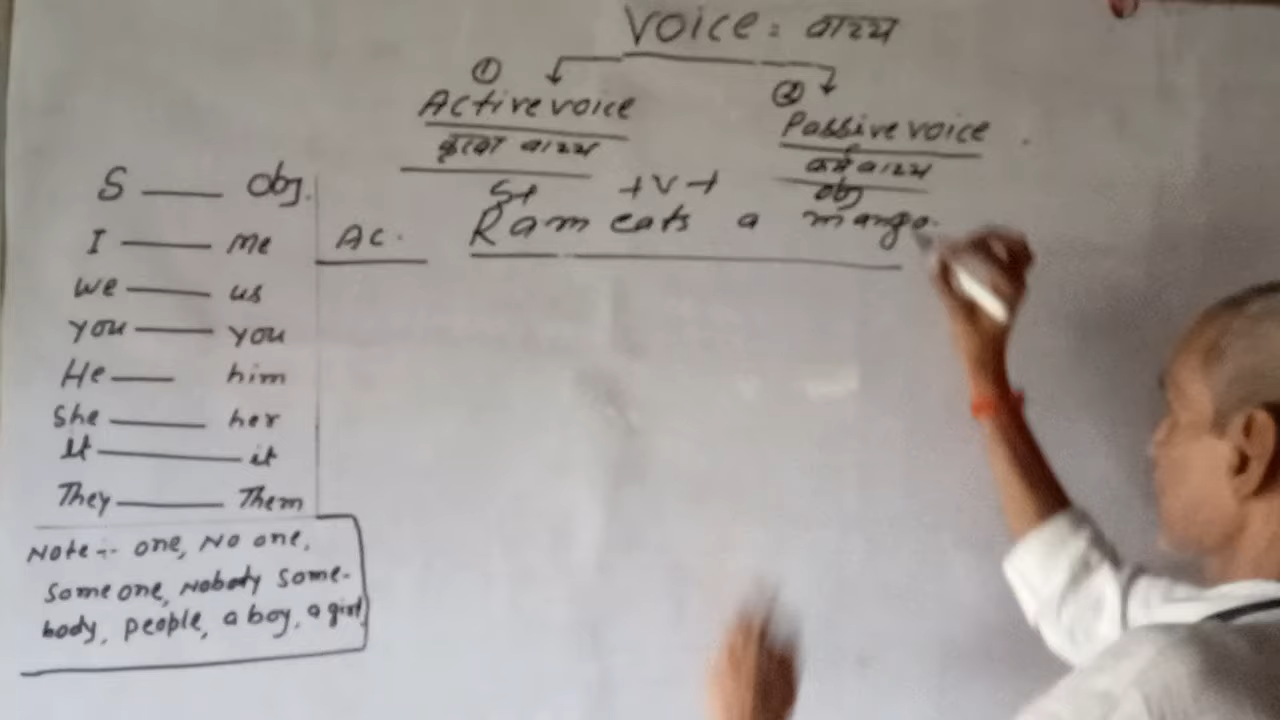 Voice : वाच्य
① ②
Active voice Passive voice
कर्तृ वाच्य कर्म वाच्य
S+ +V+ obj
AC. Ram eats a mango.
S — obj.
I — me
We — us
You — you
He — him
She — her
It — it
They — Them
Note :- one, No one,
Some one, Nobody some-
body, people, a boy, a girl,